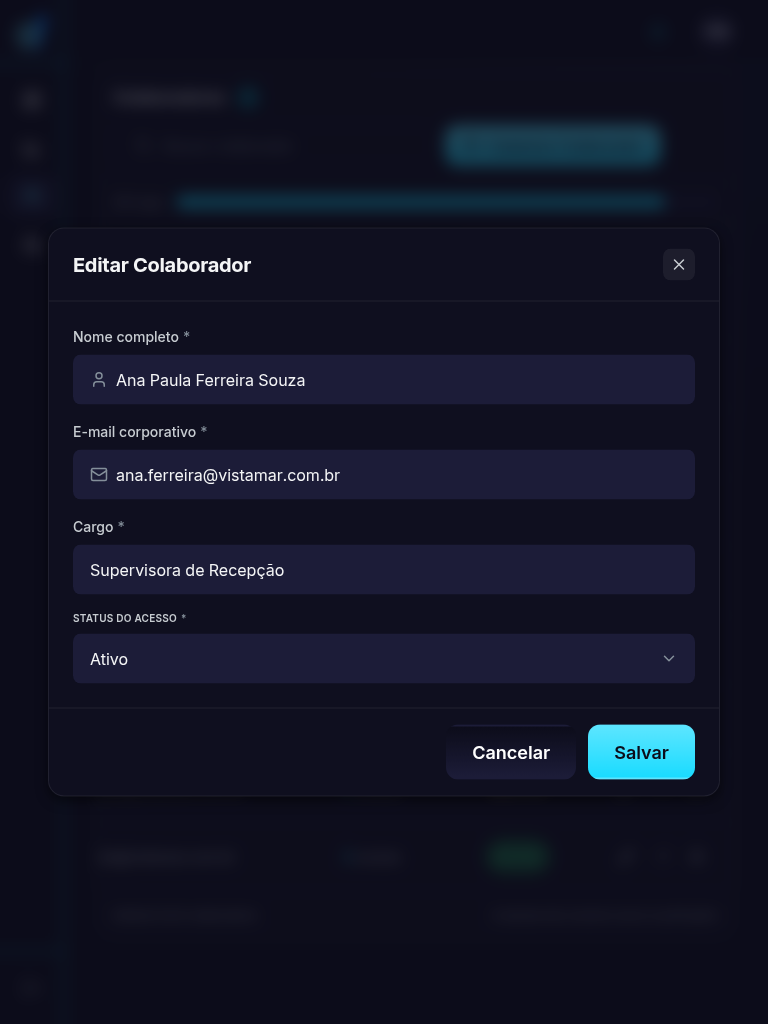 Editar Colaborador
Nome completo *
Ana Paula Ferreira Souza
E-mail corporativo *
ana.ferreira@vistamar.com.br
Cargo *
Supervisora de Recepção
STATUS DO ACESSO *
Ativo
Cancelar
Salvar